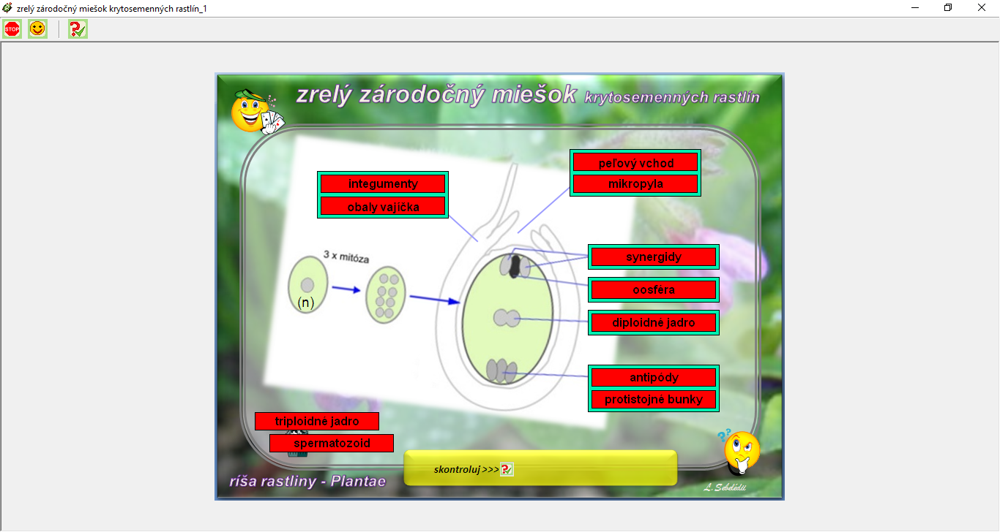 zrelý zárodočný miešok krytosemenných rastlín_1
STOP
zrelý zárodočný miešok krytosemenných rastlín
peľový vchod
mikropyla
integumenty
obaly vajíčka
synergidy
3 x mitóza
oosféra
(n)
diploidné jadro
antipódy
protistojné bunky
triploidné jadro
spermatozoid
skontroluj >>>
ríša rastliny - Plantae